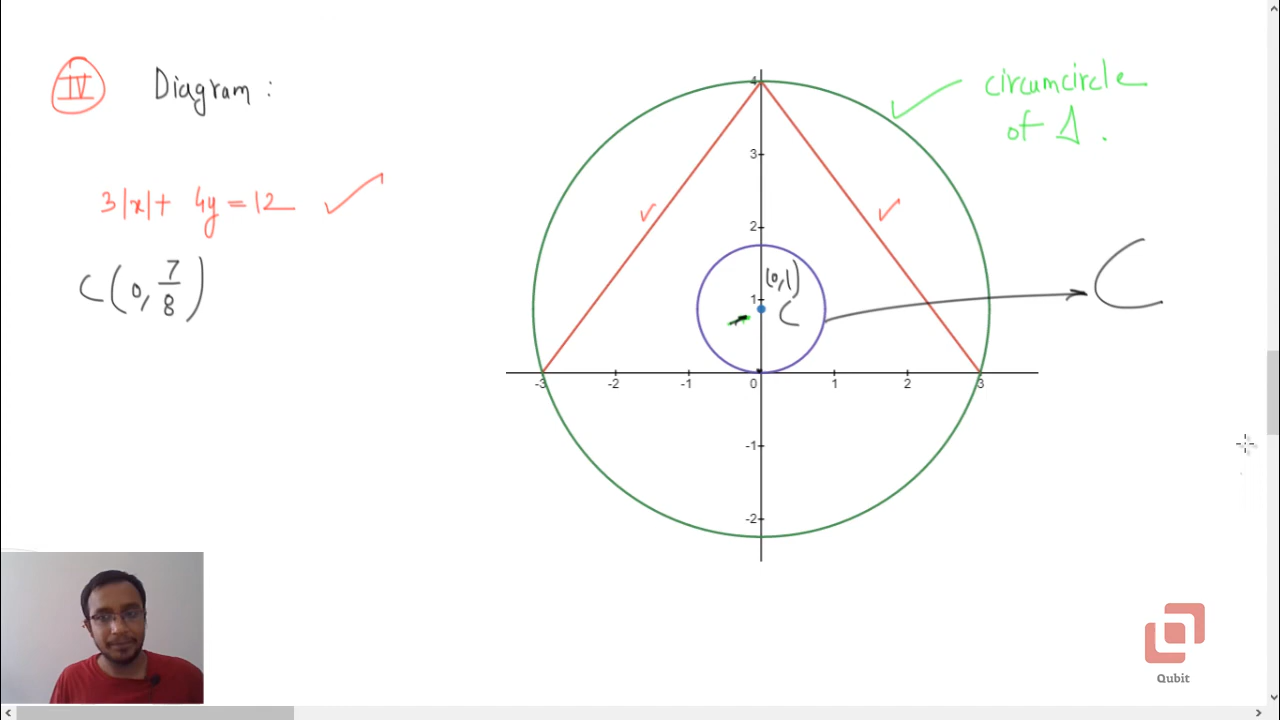 IV Diagram :
circumcircle
of Δ .
3|x| + 4y = 12
C(0, 7/8)
4
3
2
1
(0,1)
C
C
-3 -2 -1 0 1 2 3
-1
-2
Qubit